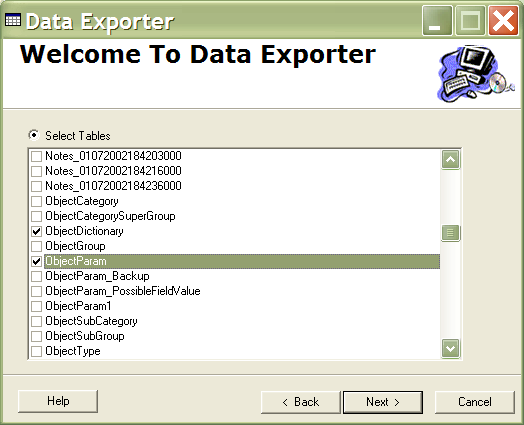 Data Exporter
Welcome To Data Exporter
Select Tables
Notes_01072002184203000
Notes_01072002184216000
Notes_01072002184236000
ObjectCategory
ObjectCategorySuperGroup
ObjectDictionary
ObjectGroup
ObjectParam
ObjectParam_Backup
ObjectParam_PossibleFieldValue
ObjectParam1
ObjectSubCategory
ObjectSubGroup
ObjectType
Help < Back Next > Cancel